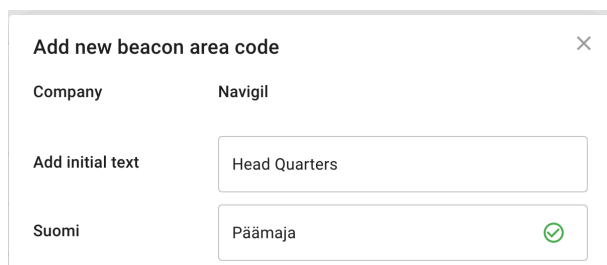 Add new beacon area code
Company Navigil
Add initial text Head Quarters
Suomi Päämaja